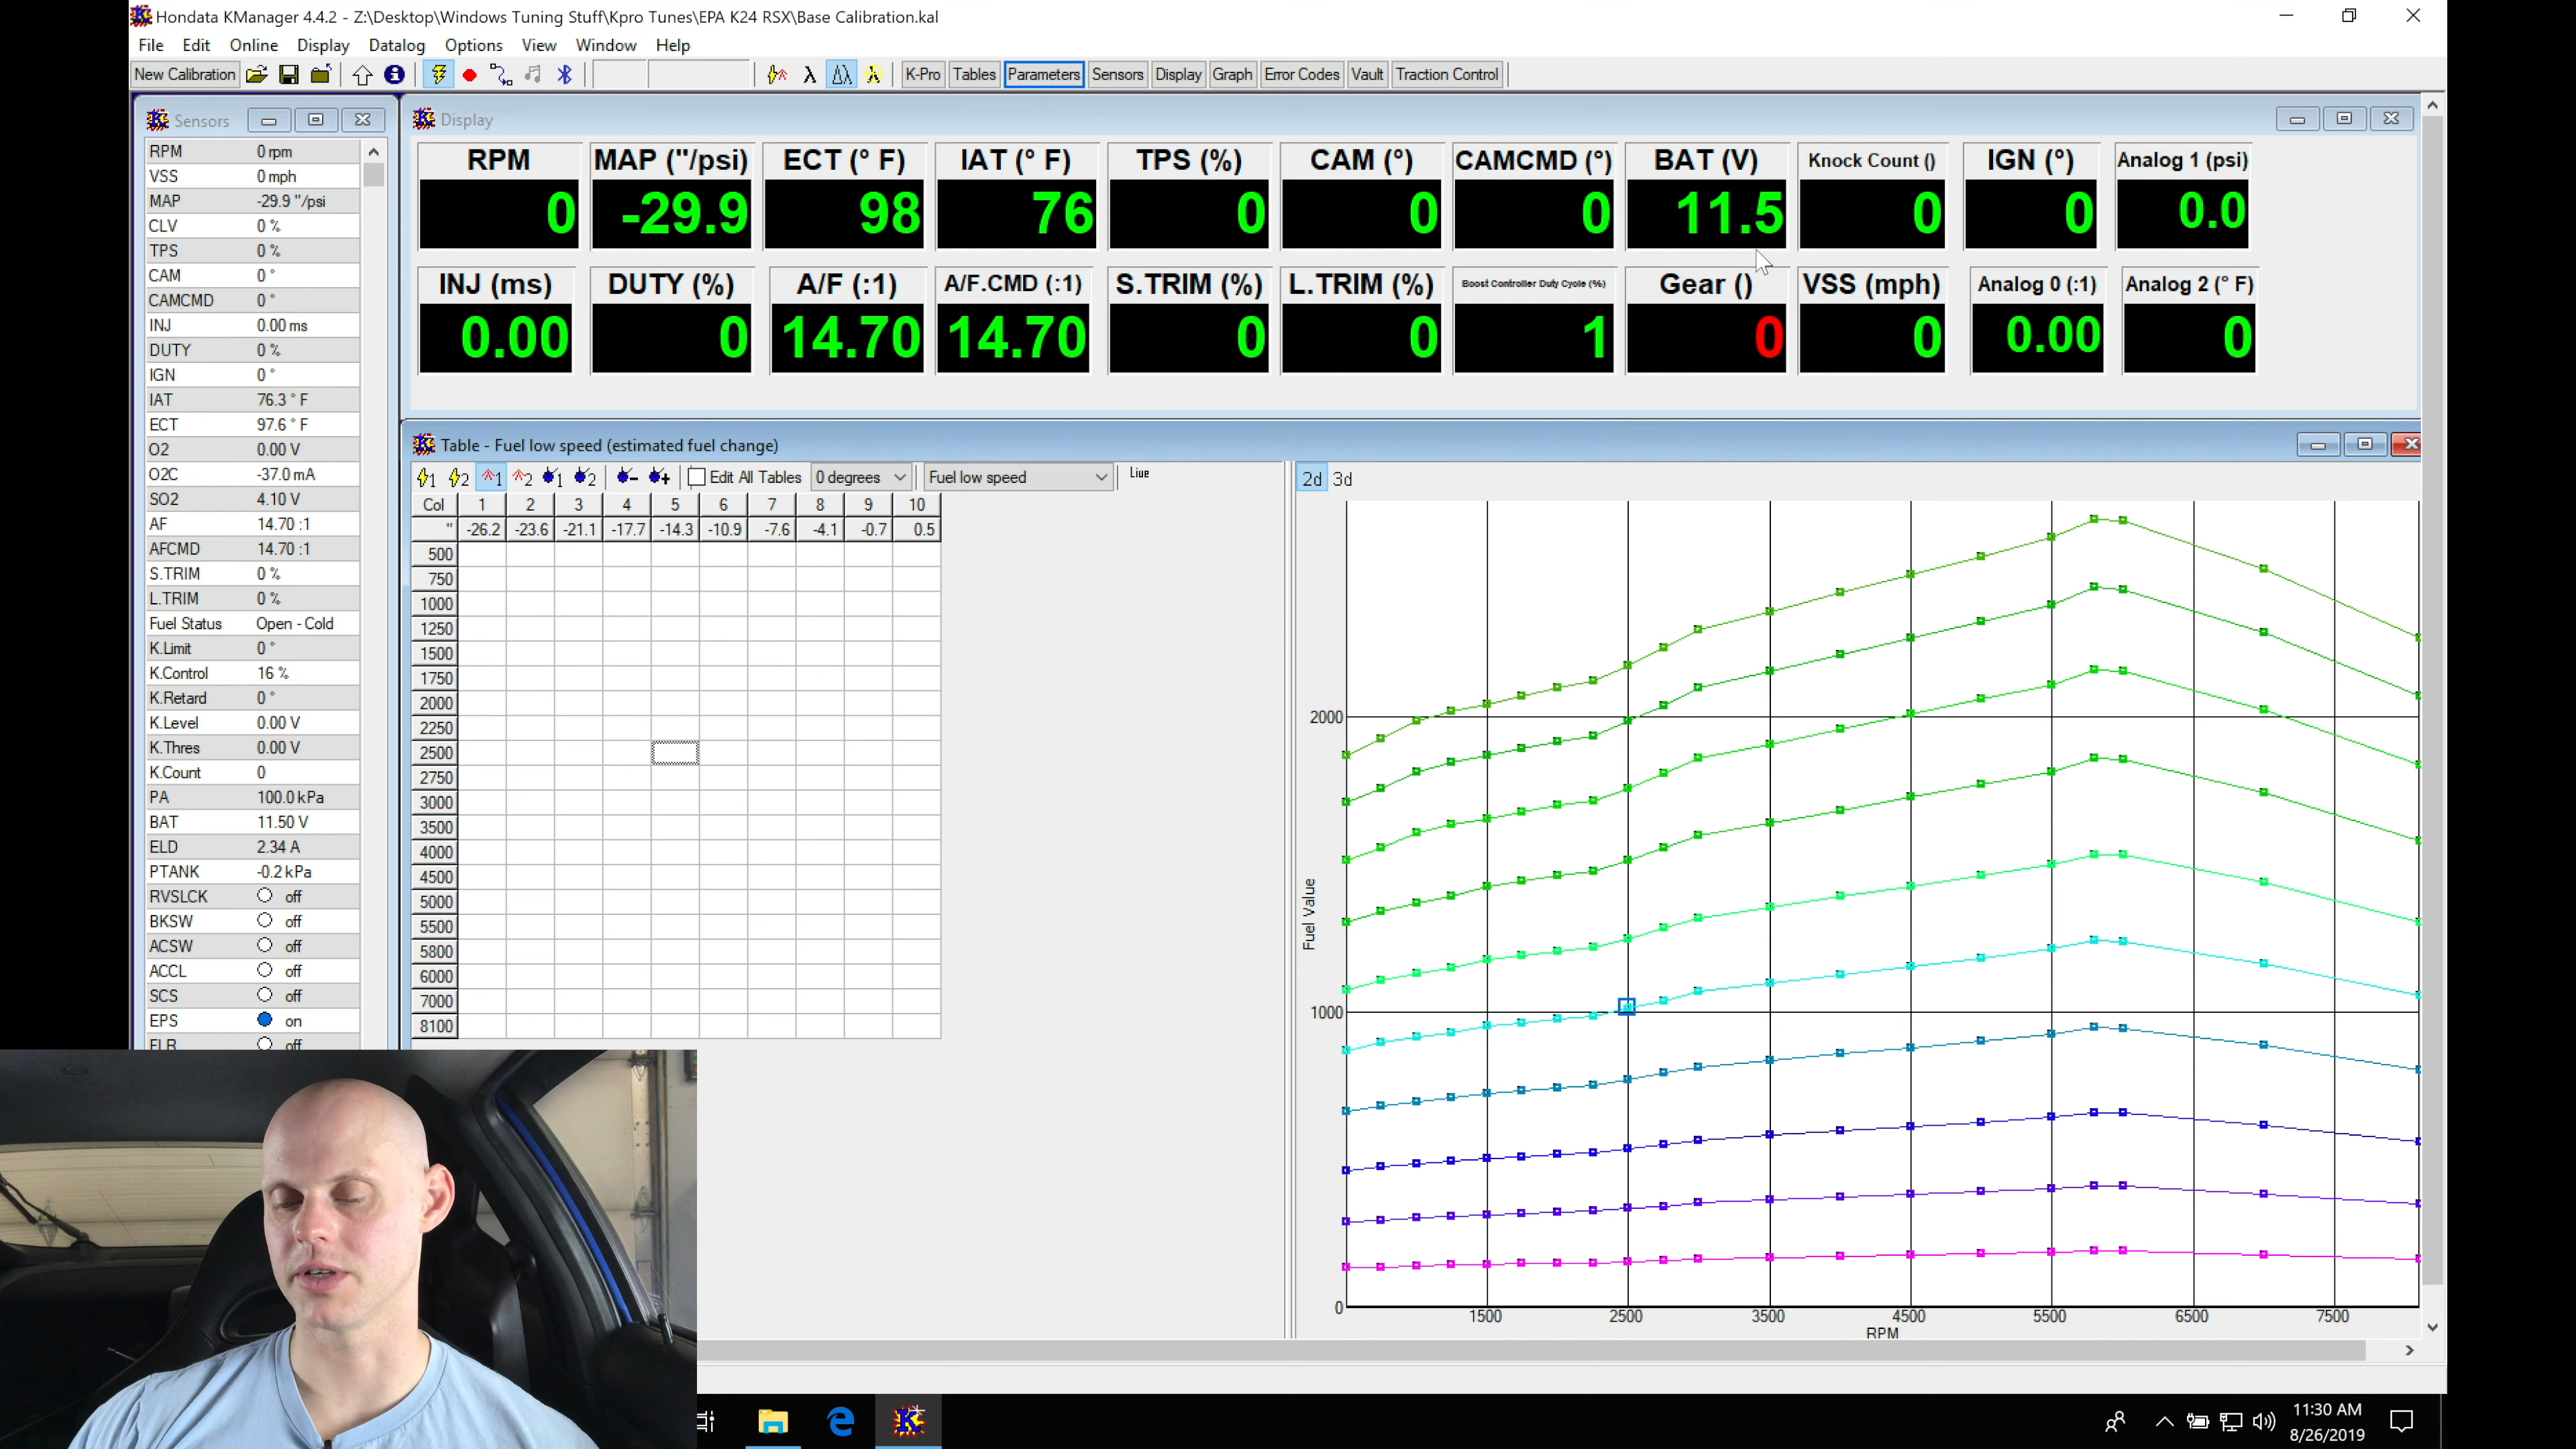 Hondata KManager 4.4.2 - Z:\Desktop\Windows Tuning Stuff\Kpro Tunes\EPA K24 RSX\Base Calibration.kal
File Edit Online Display Datalog Options View Window Help
New Calibration K-Pro Tables Parameters Sensors Display Graph Error Codes Vault Traction Control
Sensors
RPM 0 rpm
VSS 0 mph
MAP -29.9 "/psi
CLV 0 %
TPS 0 %
CAM 0 °
CAMCMD 0 °
INJ 0.00 ms
DUTY 0 %
IGN 0 °
IAT 76.3 ° F
ECT 97.6 ° F
O2 0.00 V
O2C -37.0 mA
SO2 4.10 V
AF 14.70 :1
AFCMD 14.70 :1
S.TRIM 0 %
L.TRIM 0 %
Fuel Status Open - Cold
K.Limit 0 °
K.Control 16 %
K.Retard 0 °
K.Level 0.00 V
K.Thres 0.00 V
K.Count 0
PA 100.0 kPa
BAT 11.50 V
ELD 2.34 A
PTANK -0.2 kPa
RVSLCK off
BKSW off
ACSW off
ACCL off
SCS off
EPS on
FLR off
Display
RPM MAP ("/psi) ECT (° F) IAT (° F) TPS (%) CAM (°) CAMCMD (°) BAT (V) Knock Count () IGN (°) Analog 1 (psi)
0 -29.9 98 76 0 0 0 11.5 0 0 0.0
INJ (ms) DUTY (%) A/F (:1) A/F.CMD (:1) S.TRIM (%) L.TRIM (%) Boost Controller Duty Cycle (%) Gear () VSS (mph) Analog 0 (:1) Analog 2 (° F)
0.00 0 14.70 14.70 0 0 1 0 0 0.00 0
Table - Fuel low speed (estimated fuel change)
1 2 1 2 1 2 Edit All Tables 0 degrees Fuel low speed Live
Col 1 2 3 4 5 6 7 8 9 10
" -26.2 -23.6 -21.1 -17.7 -14.3 -10.9 -7.6 -4.1 -0.7 0.5
500
750
1000
1250
1500
1750
2000
2250
2500
2750
3000
3500
4000
4500
5000
5500
5800
6000
7000
8100
2d 3d
2000
1000
0
Fuel Value
1500 2500 3500 4500 5500 6500 7500
RPM
11:30 AM
8/26/2019